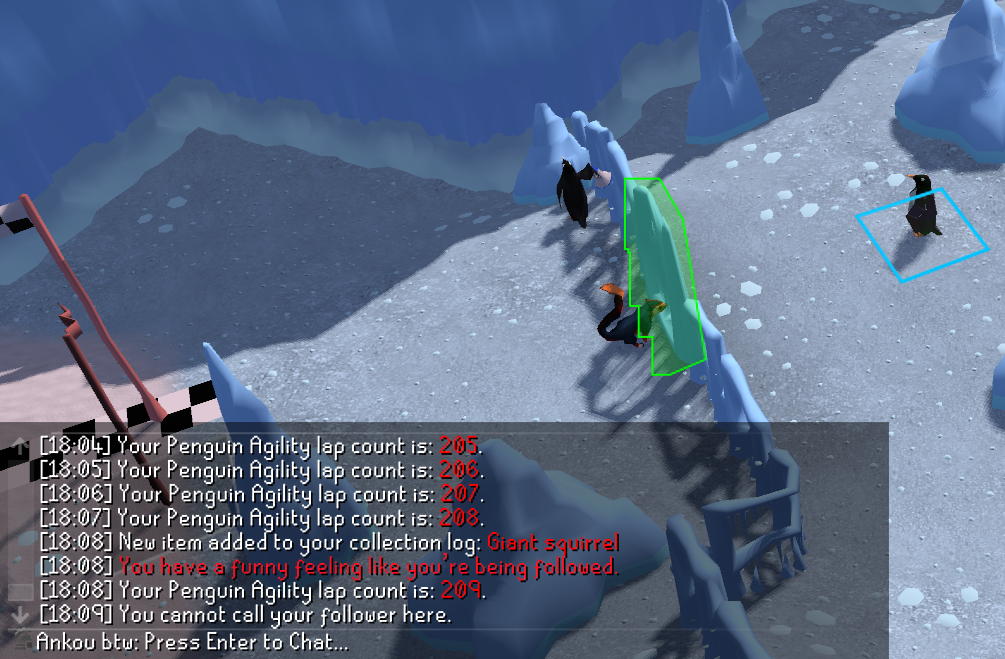 [18:04] Your Penguin Agility lap count is: 205.
[18:05] Your Penguin Agility lap count is: 206.
[18:06] Your Penguin Agility lap count is: 207.
[18:07] Your Penguin Agility lap count is: 208.
[18:08] New item added to your collection log: Giant squirrel
[18:08] You have a funny feeling like you're being followed.
[18:08] Your Penguin Agility lap count is: 209.
[18:09] You cannot call your follower here.
Ankou btw: Press Enter to Chat...